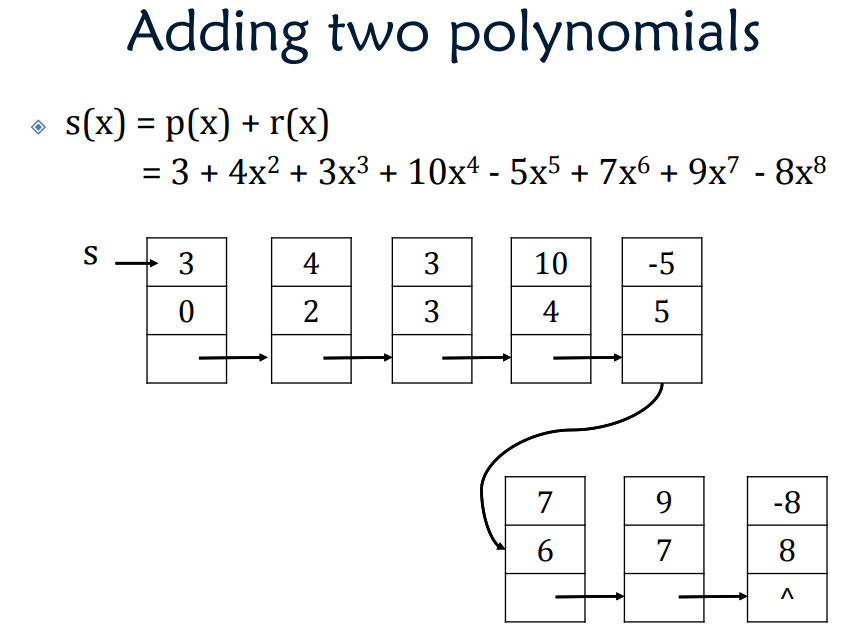 Adding two polynomials
s(x) = p(x) + r(x)
= 3 + 4x² + 3x³ + 10x⁴ - 5x⁵ + 7x⁶ + 9x⁷ - 8x⁸
s 3 4 3 10 -5
0 2 3 4 5
7 9 -8
6 7 8
^